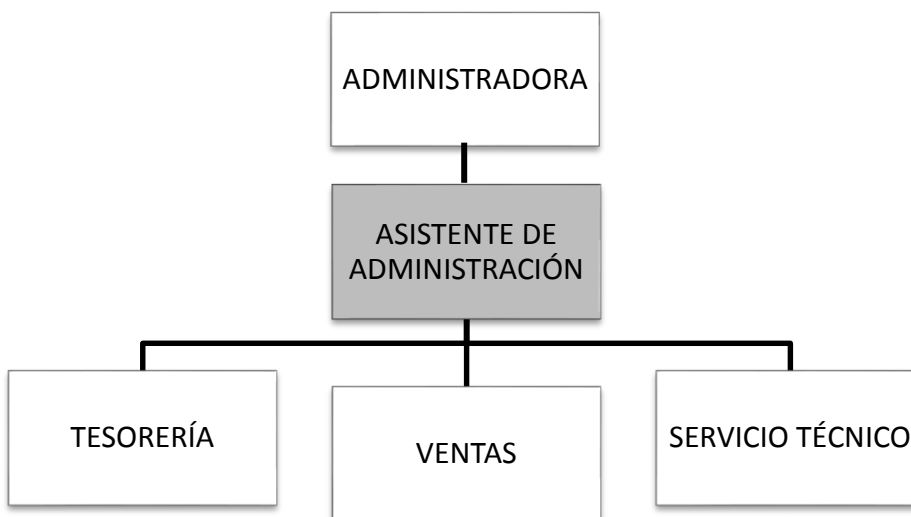 ADMINISTRADORA
ASISTENTE DE
ADMINISTRACIÓN
TESORERÍA
VENTAS
SERVICIO TÉCNICO